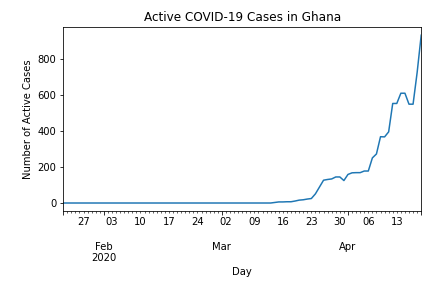 Active COVID-19 Cases in Ghana
Number of Active Cases
800
600
400
200
0
27 03 10 17 24 02 09 16 23 30 06 13
Feb Mar Apr
2020
Day